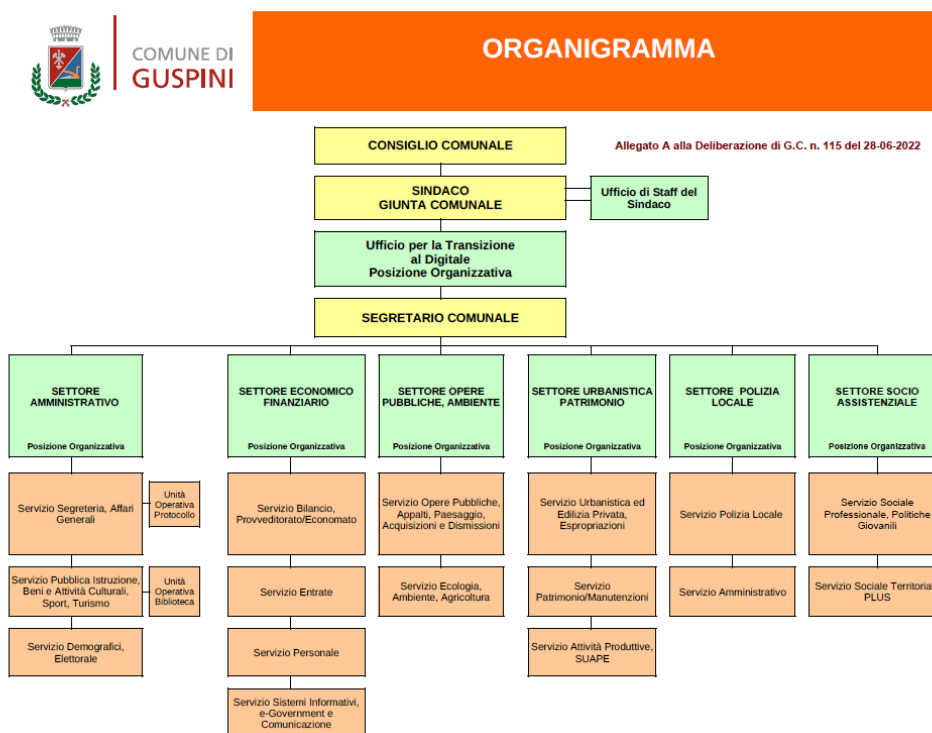 COMUNE DI
GUSPINI
ORGANIGRAMMA
Allegato A alla Deliberazione di G.C. n. 115 del 28-06-2022
CONSIGLIO COMUNALE
SINDACO
GIUNTA COMUNALE
Ufficio di Staff del
Sindaco
Ufficio per la Transizione
al Digitale
Posizione Organizzativa
SEGRETARIO COMUNALE
SETTORE
AMMINISTRATIVO
Posizione Organizzativa
SETTORE ECONOMICO
FINANZIARIO
Posizione Organizzativa
SETTORE OPERE
PUBBLICHE, AMBIENTE
Posizione Organizzativa
SETTORE URBANISTICA
PATRIMONIO
Posizione Organizzativa
SETTORE POLIZIA
LOCALE
Posizione Organizzativa
SETTORE SOCIO
ASSISTENZIALE
Posizione Organizzativa
Servizio Segreteria, Affari
Generali
Unità
Operativa
Protocollo
Servizio Bilancio,
Provveditorato/Economato
Servizio Opere Pubbliche,
Appalti, Paesaggio,
Acquisizioni e Dismissioni
Servizio Urbanistica ed
Edilizia Privata,
Espropriazioni
Servizio Polizia Locale
Servizio Sociale
Professionale, Politiche
Giovanili
Servizio Pubblica Istruzione,
Beni e Attività Culturali,
Sport, Turismo
Unità
Operativa
Biblioteca
Servizio Entrate
Servizio Ecologia,
Ambiente, Agricoltura
Servizio
Patrimonio/Manutenzioni
Servizio Amministrativo
Servizio Sociale Territoria
PLUS
Servizio Demografici,
Elettorale
Servizio Personale
Servizio Attività Produttive,
SUAPE
Servizio Sistemi Informativi,
e-Government e
Comunicazione